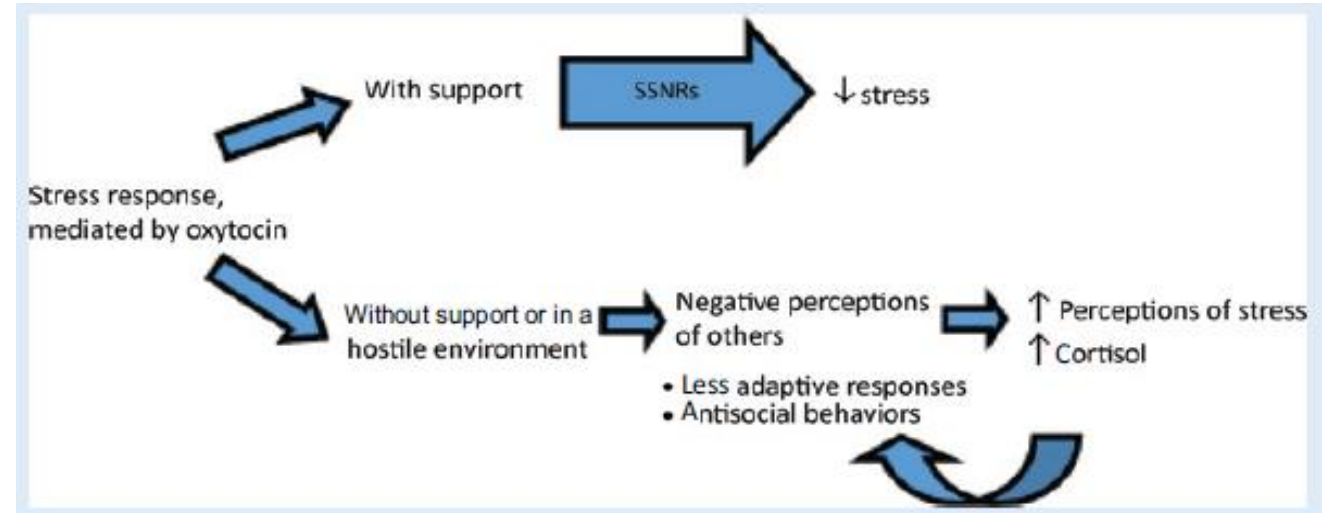 With support
SSNRs
↓ stress
Stress response,
mediated by oxytocin
Without support or in a
hostile environment
Negative perceptions
of others
• Less adaptive responses
• Antisocial behaviors
↑ Perceptions of stress
↑ Cortisol